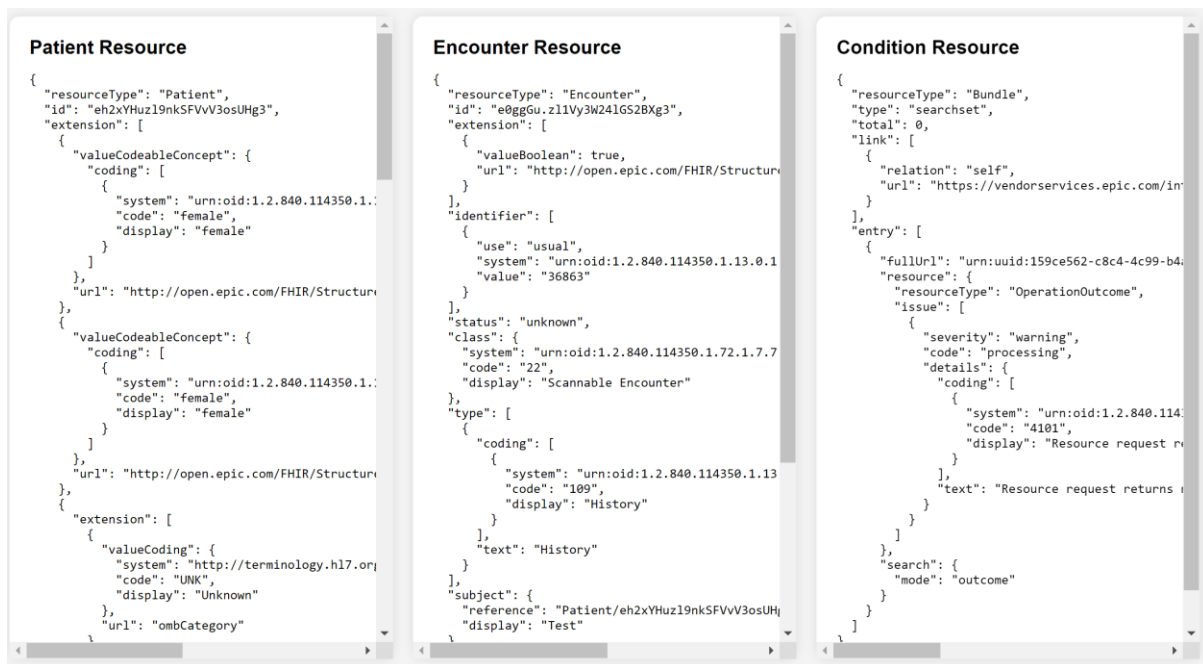 Patient Resource
{
  "resourceType": "Patient",
  "id": "eh2xYHuzl9nkSFVvV3osUHg3",
  "extension": [
    {
      "valueCodeableConcept": {
        "coding": [
          {
            "system": "urn:oid:1.2.840.114350.1.1
            "code": "female",
            "display": "female"
          }
        ]
      },
      "url": "http://open.epic.com/FHIR/Structure
    },
    {
      "valueCodeableConcept": {
        "coding": [
          {
            "system": "urn:oid:1.2.840.114350.1.1
            "code": "female",
            "display": "female"
          }
        ]
      },
      "url": "http://open.epic.com/FHIR/Structure
    },
    {
      "extension": [
        {
          "valueCoding": {
            "system": "http://terminology.hl7.org
            "code": "UNK",
            "display": "Unknown"
          },
          "url": "ombCategory"
        }
Encounter Resource
{
  "resourceType": "Encounter",
  "id": "e0ggGu.zl1Vy3W24lGS2BXg3",
  "extension": [
    {
      "valueBoolean": true,
      "url": "http://open.epic.com/FHIR/Structure
    }
  ],
  "identifier": [
    {
      "use": "usual",
      "system": "urn:oid:1.2.840.114350.1.13.0.1
      "value": "36863"
    }
  ],
  "status": "unknown",
  "class": {
    "system": "urn:oid:1.2.840.114350.1.72.1.7.7
    "code": "22",
    "display": "Scannable Encounter"
  },
  "type": [
    {
      "coding": [
        {
          "system": "urn:oid:1.2.840.114350.1.13
          "code": "109",
          "display": "History"
        }
      ],
      "text": "History"
    }
  ],
  "subject": {
    "reference": "Patient/eh2xYHuzl9nkSFVvV3osUHg
    "display": "Test"
  }
Condition Resource
{
  "resourceType": "Bundle",
  "type": "searchset",
  "total": 0,
  "link": [
    {
      "relation": "self",
      "url": "https://vendorservices.epic.com/in
    }
  ],
  "entry": [
    {
      "fullUrl": "urn:uuid:159ce562-c8c4-4c99-b4
      "resource": {
        "resourceType": "OperationOutcome",
        "issue": [
          {
            "severity": "warning",
            "code": "processing",
            "details": {
              "coding": [
                {
                  "system": "urn:oid:1.2.840.114
                  "code": "4101",
                  "display": "Resource request r
                }
              ],
              "text": "Resource request returns
            }
          }
        ]
      },
      "search": {
        "mode": "outcome"
      }
    }
  ]
}